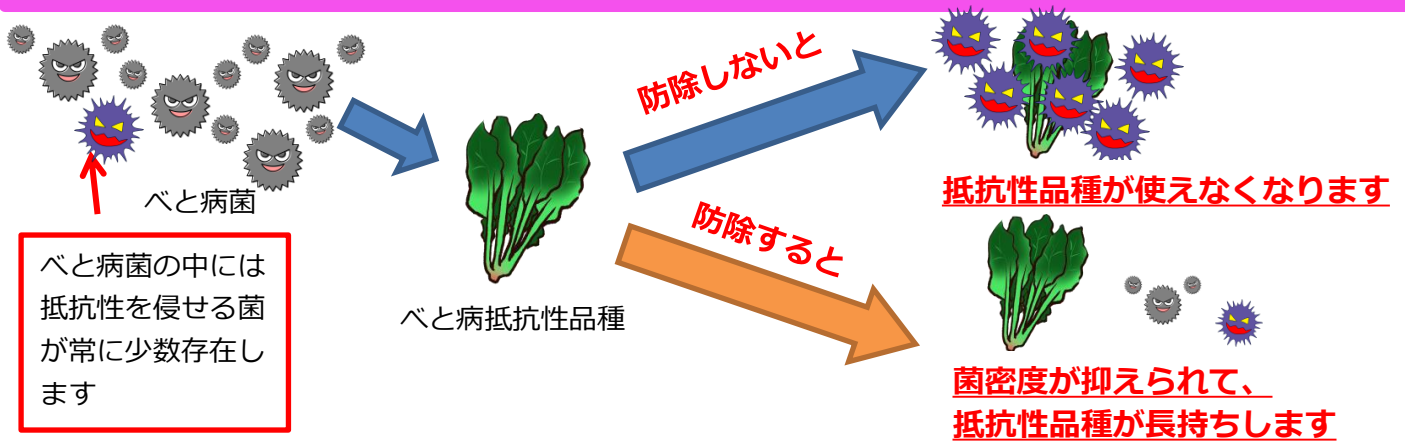 べと病菌
べと病菌の中には
抵抗性を侵せる菌
が常に少数存在し
ます
べと病抵抗性品種
防除しないと
抵抗性品種が使えなくなります
防除すると
菌密度が抑えられて、
抵抗性品種が長持ちします